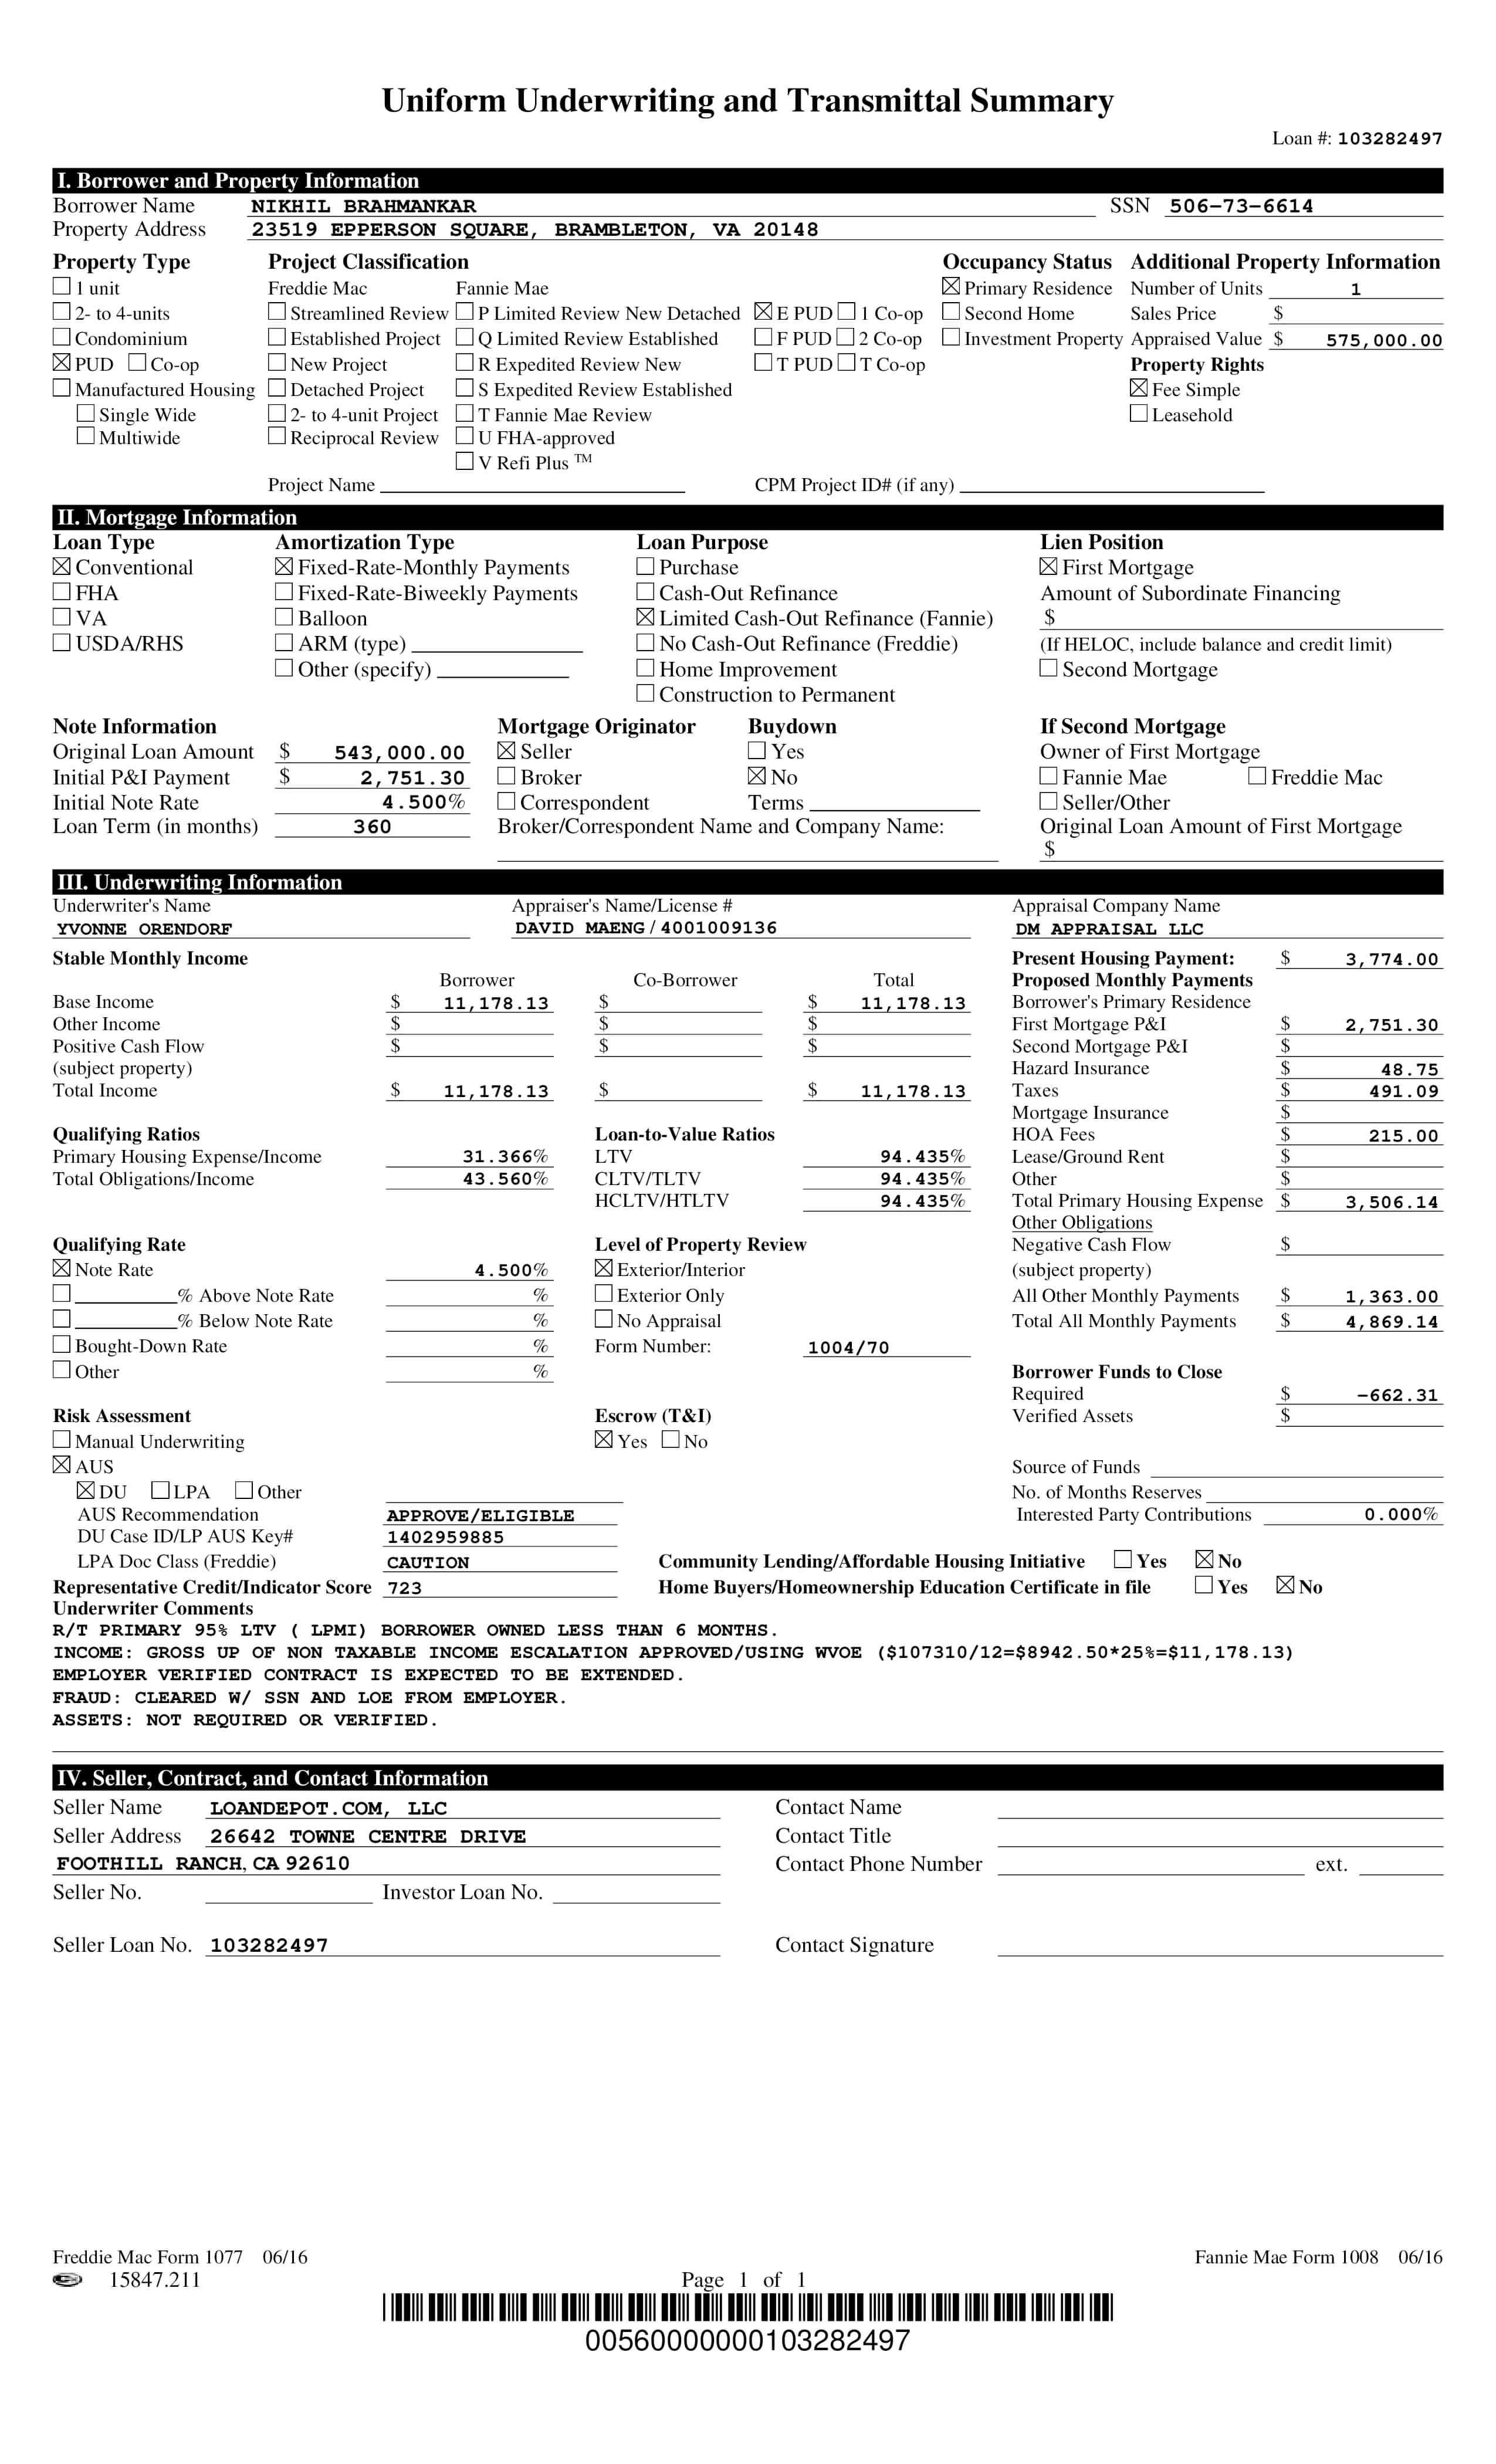 Uniform Underwriting and Transmittal Summary
Loan #: 103282497
I. Borrower and Property Information
Borrower Name NIKHIL BRAHMANKAR SSN 506-73-6614
Property Address 23519 EPPERSON SQUARE, BRAMBLETON, VA 20148
Property Type Project Classification Occupancy Status Additional Property Information
1 unit Freddie Mac Fannie Mae Primary Residence Number of Units 1
2- to 4-units Streamlined Review P Limited Review New Detached E PUD 1 Co-op Second Home Sales Price $
Condominium Established Project Q Limited Review Established F PUD 2 Co-op Investment Property Appraised Value $ 575,000.00
PUD Co-op New Project R Expedited Review New T PUD T Co-op Property Rights
Manufactured Housing Detached Project S Expedited Review Established Fee Simple
Single Wide 2- to 4-unit Project T Fannie Mae Review Leasehold
Multiwide Reciprocal Review U FHA-approved
V Refi Plus TM
Project Name CPM Project ID# (if any)
II. Mortgage Information
Loan Type Amortization Type Loan Purpose Lien Position
Conventional Fixed-Rate-Monthly Payments Purchase First Mortgage
FHA Fixed-Rate-Biweekly Payments Cash-Out Refinance Amount of Subordinate Financing
VA Balloon Limited Cash-Out Refinance (Fannie) $
USDA/RHS ARM (type) No Cash-Out Refinance (Freddie) (If HELOC, include balance and credit limit)
Other (specify) Home Improvement Second Mortgage
Construction to Permanent
Note Information Mortgage Originator Buydown If Second Mortgage
Original Loan Amount $ 543,000.00 Seller Yes Owner of First Mortgage
Initial P&I Payment $ 2,751.30 Broker No Fannie Mae Freddie Mac
Initial Note Rate 4.500% Correspondent Terms Seller/Other
Loan Term (in months) 360 Broker/Correspondent Name and Company Name: Original Loan Amount of First Mortgage
$
III. Underwriting Information
Underwriter's Name Appraiser's Name/License # Appraisal Company Name
YVONNE ORENDORF DAVID MAENG / 4001009136 DM APPRAISAL LLC
Stable Monthly Income Present Housing Payment: $ 3,774.00
Borrower Co-Borrower Total Proposed Monthly Payments
Base Income $ 11,178.13 $ $ 11,178.13 Borrower's Primary Residence
Other Income $ $ $ First Mortgage P&I $ 2,751.30
Positive Cash Flow $ $ $ Second Mortgage P&I $
(subject property) Hazard Insurance $ 48.75
Total Income $ 11,178.13 $ $ 11,178.13 Taxes $ 491.09
Mortgage Insurance $
Qualifying Ratios Loan-to-Value Ratios HOA Fees $ 215.00
Primary Housing Expense/Income 31.366% LTV 94.435% Lease/Ground Rent $
Total Obligations/Income 43.560% CLTV/TLTV 94.435% Other $
HCLTV/HTLTV 94.435% Total Primary Housing Expense $ 3,506.14
Other Obligations
Qualifying Rate Level of Property Review Negative Cash Flow $
Note Rate 4.500% Exterior/Interior (subject property)
% Above Note Rate % Exterior Only All Other Monthly Payments $ 1,363.00
% Below Note Rate % No Appraisal Total All Monthly Payments $ 4,869.14
Bought-Down Rate % Form Number: 1004/70
Other % Borrower Funds to Close
Required $ -662.31
Risk Assessment Escrow (T&I) Verified Assets $
Manual Underwriting Yes No
AUS Source of Funds
DU LPA Other No. of Months Reserves
AUS Recommendation APPROVE/ELIGIBLE Interested Party Contributions 0.000%
DU Case ID/LP AUS Key# 1402959885
LPA Doc Class (Freddie) CAUTION Community Lending/Affordable Housing Initiative Yes No
Representative Credit/Indicator Score 723 Home Buyers/Homeownership Education Certificate in file Yes No
Underwriter Comments
R/T PRIMARY 95% LTV ( LPMI) BORROWER OWNED LESS THAN 6 MONTHS.
INCOME: GROSS UP OF NON TAXABLE INCOME ESCALATION APPROVED/USING WVOE ($107310/12=$8942.50*25%=$11,178.13)
EMPLOYER VERIFIED CONTRACT IS EXPECTED TO BE EXTENDED.
FRAUD: CLEARED W/ SSN AND LOE FROM EMPLOYER.
ASSETS: NOT REQUIRED OR VERIFIED.
IV. Seller, Contract, and Contact Information
Seller Name LOANDEPOT.COM, LLC Contact Name
Seller Address 26642 TOWNE CENTRE DRIVE Contact Title
FOOTHILL RANCH, CA 92610 Contact Phone Number ext.
Seller No. Investor Loan No.
Seller Loan No. 103282497 Contact Signature
Freddie Mac Form 1077 06/16 Fannie Mae Form 1008 06/16
15847.211 Page 1 of 1
00560000000103282497